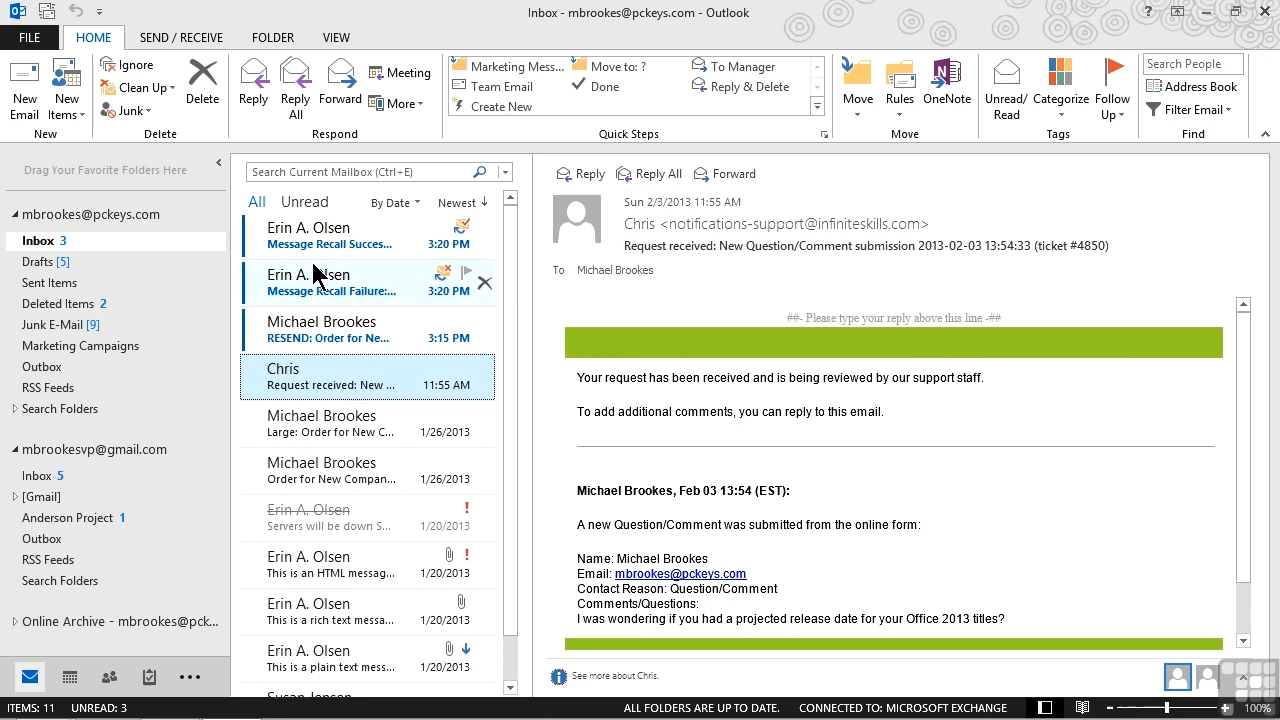 Inbox - mbrookes@pckeys.com - Outlook
FILE HOME SEND / RECEIVE FOLDER VIEW
New Email
New Items
New
Ignore
Clean Up
Junk
Delete
Delete
Reply
Reply All
Forward
Meeting
More
Respond
Marketing Mess...
Team Email
Create New
Move to: ?
Done
To Manager
Reply & Delete
Quick Steps
Move
Rules
OneNote
Move
Unread/ Read
Categorize
Follow Up
Tags
Search People
Address Book
Filter Email
Find
Drag Your Favorite Folders Here
mbrookes@pckeys.com
Inbox 3
Drafts [5]
Sent Items
Deleted Items 2
Junk E-Mail [9]
Marketing Campaigns
Outbox
RSS Feeds
Search Folders
mbrookesvp@gmail.com
Inbox 5
[Gmail]
Anderson Project 1
Outbox
RSS Feeds
Search Folders
Online Archive - mbrookes@pck...
Search Current Mailbox (Ctrl+E)
All Unread By Date Newest
Erin A. Olsen
Message Recall Succes... 3:20 PM
Erin A. Olsen
Message Recall Failure:... 3:20 PM
Michael Brookes
RESEND: Order for Ne... 3:15 PM
Chris
Request received: New ... 11:55 AM
Michael Brookes
Large: Order for New C... 1/26/2013
Michael Brookes
Order for New Compan... 1/26/2013
Erin A. Olsen
Servers will be down S... 1/20/2013
Erin A. Olsen
This is an HTML messag... 1/20/2013
Erin A. Olsen
This is a rich text messa... 1/20/2013
Erin A. Olsen
This is a plain text mess... 1/20/2013
Susan Jensen
Reply Reply All Forward
Sun 2/3/2013 11:55 AM
Chris <notifications-support@infiniteskills.com>
Request received: New Question/Comment submission 2013-02-03 13:54:33 (ticket #4850)
To Michael Brookes
##- Please type your reply above this line -##
Your request has been received and is being reviewed by our support staff.
To add additional comments, you can reply to this email.
Michael Brookes, Feb 03 13:54 (EST):
A new Question/Comment was submitted from the online form:
Name: Michael Brookes
Email: mbrookes@pckeys.com
Contact Reason: Question/Comment
Comments/Questions:
I was wondering if you had a projected release date for your Office 2013 titles?
See more about Chris.
ITEMS: 11 UNREAD: 3 ALL FOLDERS ARE UP TO DATE. CONNECTED TO: MICROSOFT EXCHANGE 100%